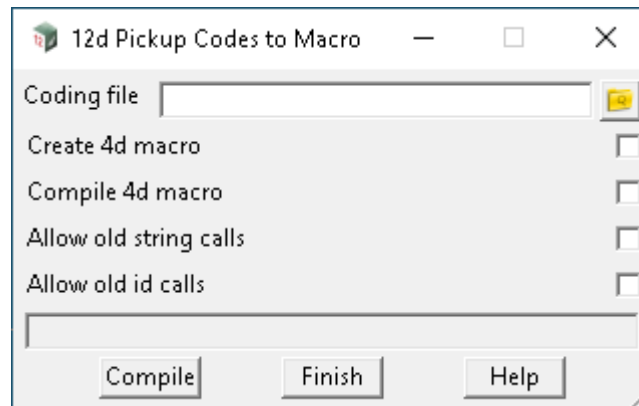 12d Pickup Codes to Macro
Coding file
Create 4d macro
Compile 4d macro
Allow old string calls
Allow old id calls
Compile Finish Help